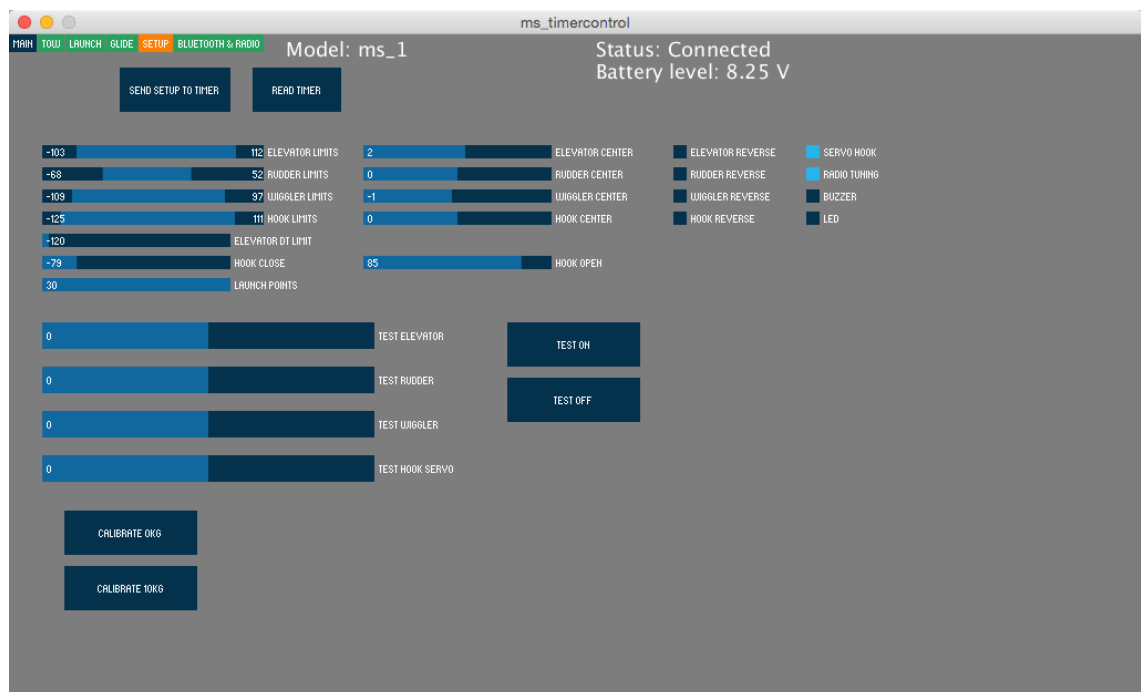 ms_timercontrol
MAIN TOW LAUNCH GLIDE SETUP BLUETOOTH & RADIO
Model: ms_1
Status: Connected
Battery level: 8.25 V
SEND SETUP TO TIMER READ TIMER
-103 112 ELEVATOR LIMITS 2 ELEVATOR CENTER ELEVATOR REVERSE SERVO HOOK
-68 52 RUDDER LIMITS 0 RUDDER CENTER RUDDER REVERSE RADIO TUNING
-109 97 WIGGLER LIMITS -1 WIGGLER CENTER WIGGLER REVERSE BUZZER
-125 111 HOOK LIMITS 0 HOOK CENTER HOOK REVERSE LED
-120 ELEVATOR DT LIMIT
-79 HOOK CLOSE 85 HOOK OPEN
30 LAUNCH POINTS
0 TEST ELEVATOR TEST ON
0 TEST RUDDER TEST OFF
0 TEST WIGGLER
0 TEST HOOK SERVO
CALIBRATE 0KG
CALIBRATE 10KG